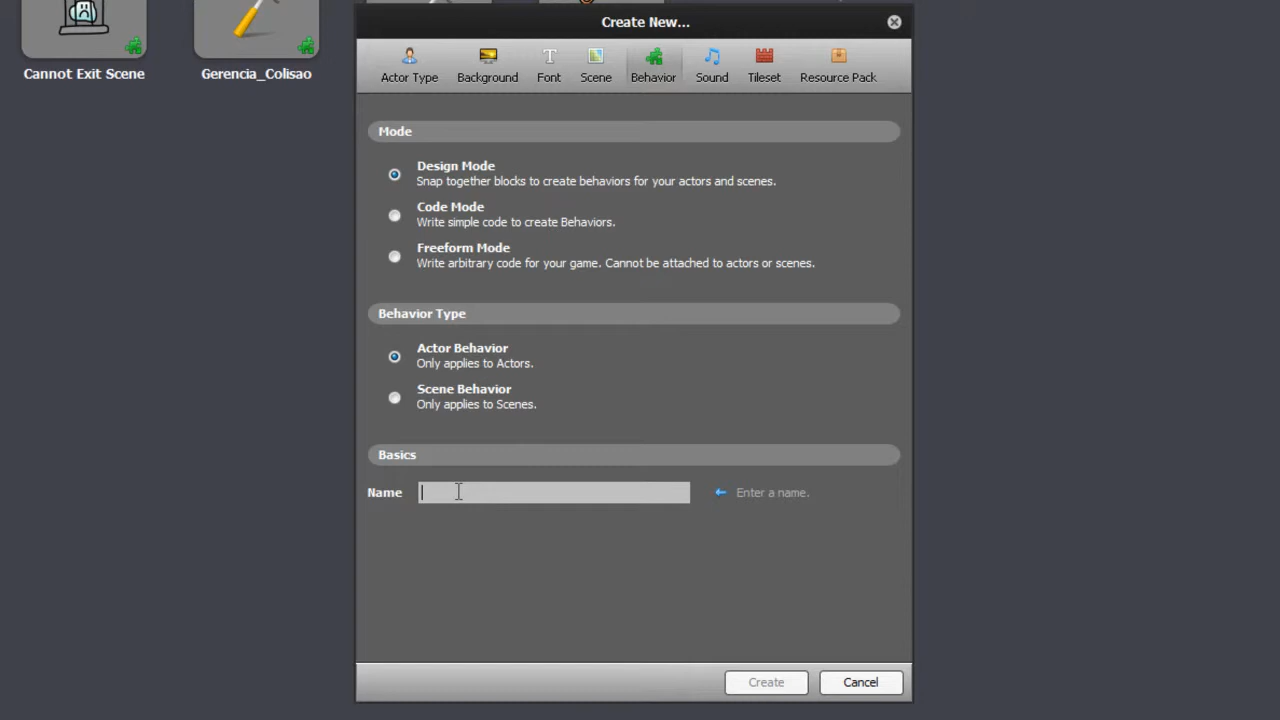 Create New...
Actor Type Background Font Scene Behavior Sound Tileset Resource Pack
Cannot Exit Scene Gerencia_Colisao
Mode
Design Mode
Snap together blocks to create behaviors for your actors and scenes.
Code Mode
Write simple code to create Behaviors.
Freeform Mode
Write arbitrary code for your game. Cannot be attached to actors or scenes.
Behavior Type
Actor Behavior
Only applies to Actors.
Scene Behavior
Only applies to Scenes.
Basics
Name Enter a name.
Create Cancel